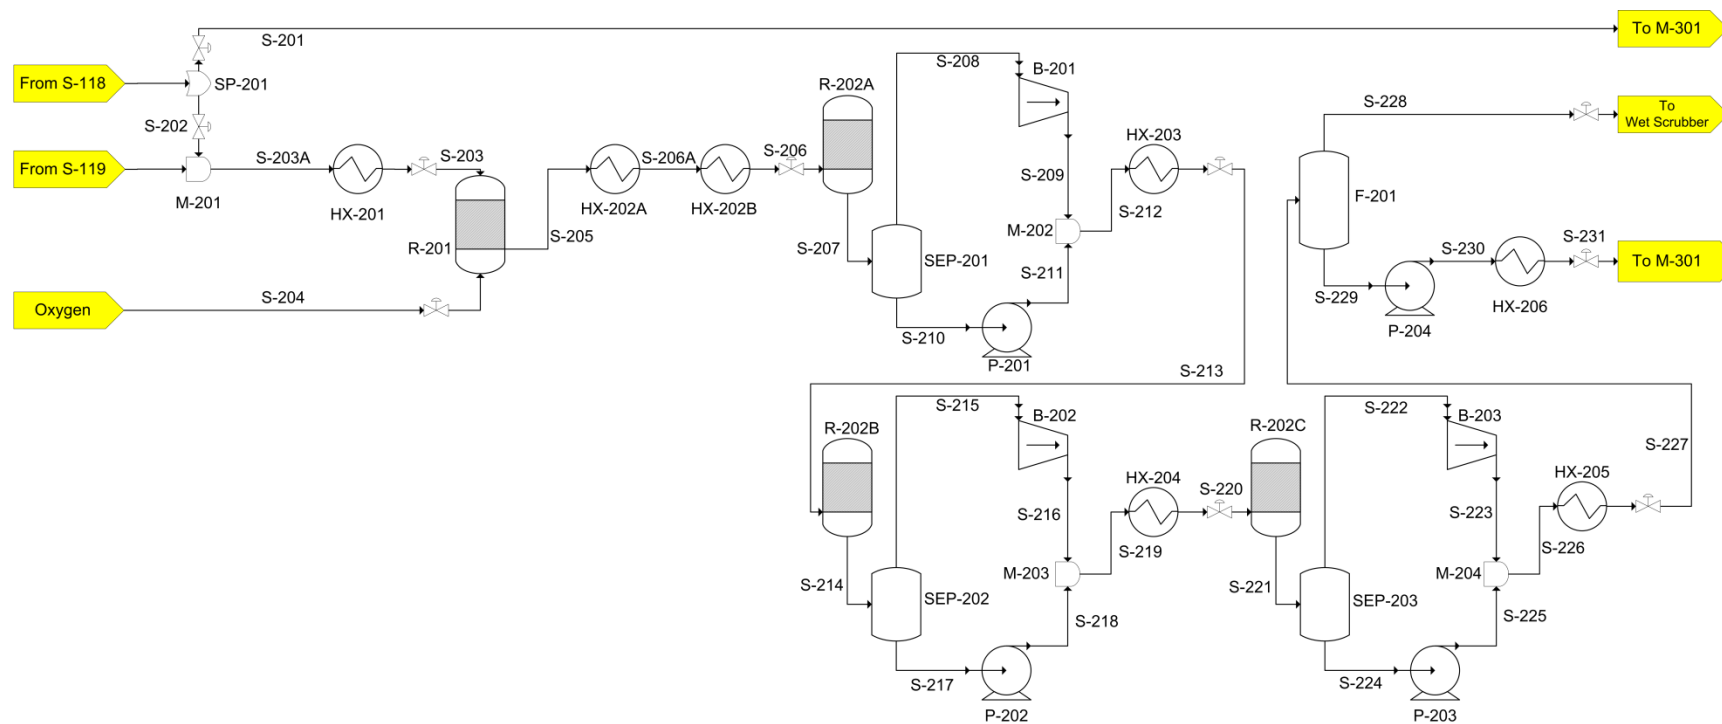 S-201
To M-301
From S-118
SP-201
S-202
From S-119
M-201
S-203A
HX-201
S-203
R-201
Oxygen
S-204
S-205
HX-202A
S-206A
HX-202B
S-206
R-202A
S-207
S-208
B-201
SEP-201
S-209
M-202
S-210
P-201
S-211
S-212
HX-203
S-213
R-202B
S-214
S-215
B-202
SEP-202
S-216
M-203
S-217
P-202
S-218
S-219
HX-204
S-220
R-202C
S-221
S-222
B-203
SEP-203
S-223
M-204
S-224
P-203
S-225
S-226
HX-205
S-227
F-201
S-228
To
Wet Scrubber
S-229
P-204
S-230
HX-206
S-231
To M-301